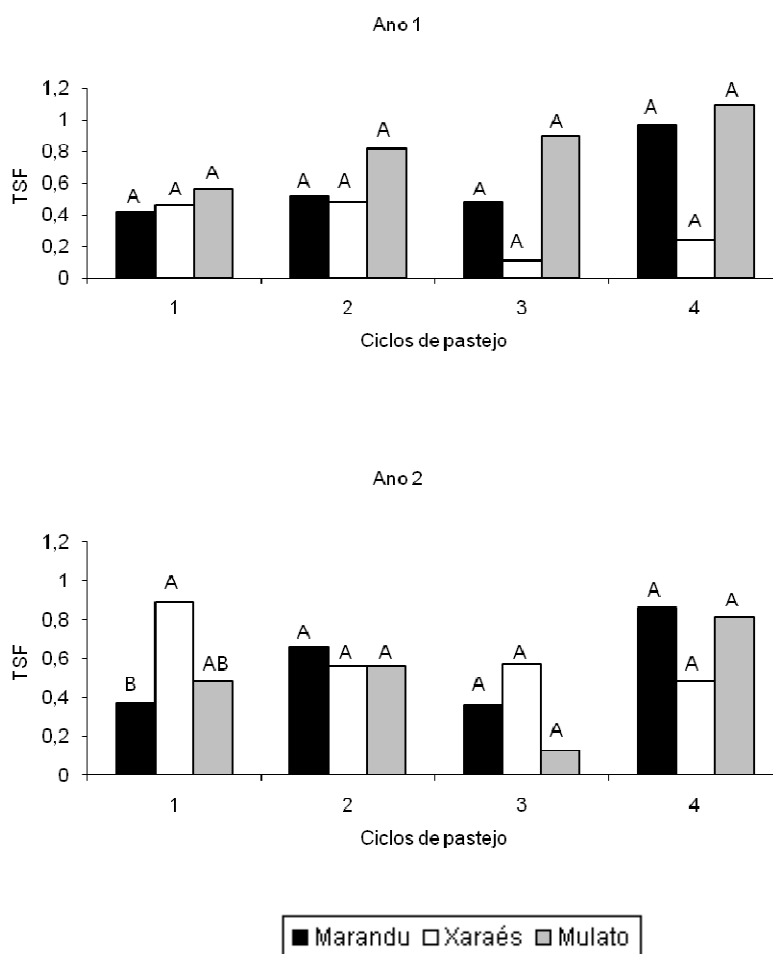 Ano 1
1,2
1
0,8
0,6
0,4
0,2
0
TSF
A A A
A A A
A A A
A A A
1 2 3 4
Ciclos de pastejo
Ano 2
1,2
1
0,8
0,6
0,4
0,2
0
TSF
B A AB
A A A
A A A
A A A
1 2 3 4
Ciclos de pastejo
Marandu Xaraés Mulato